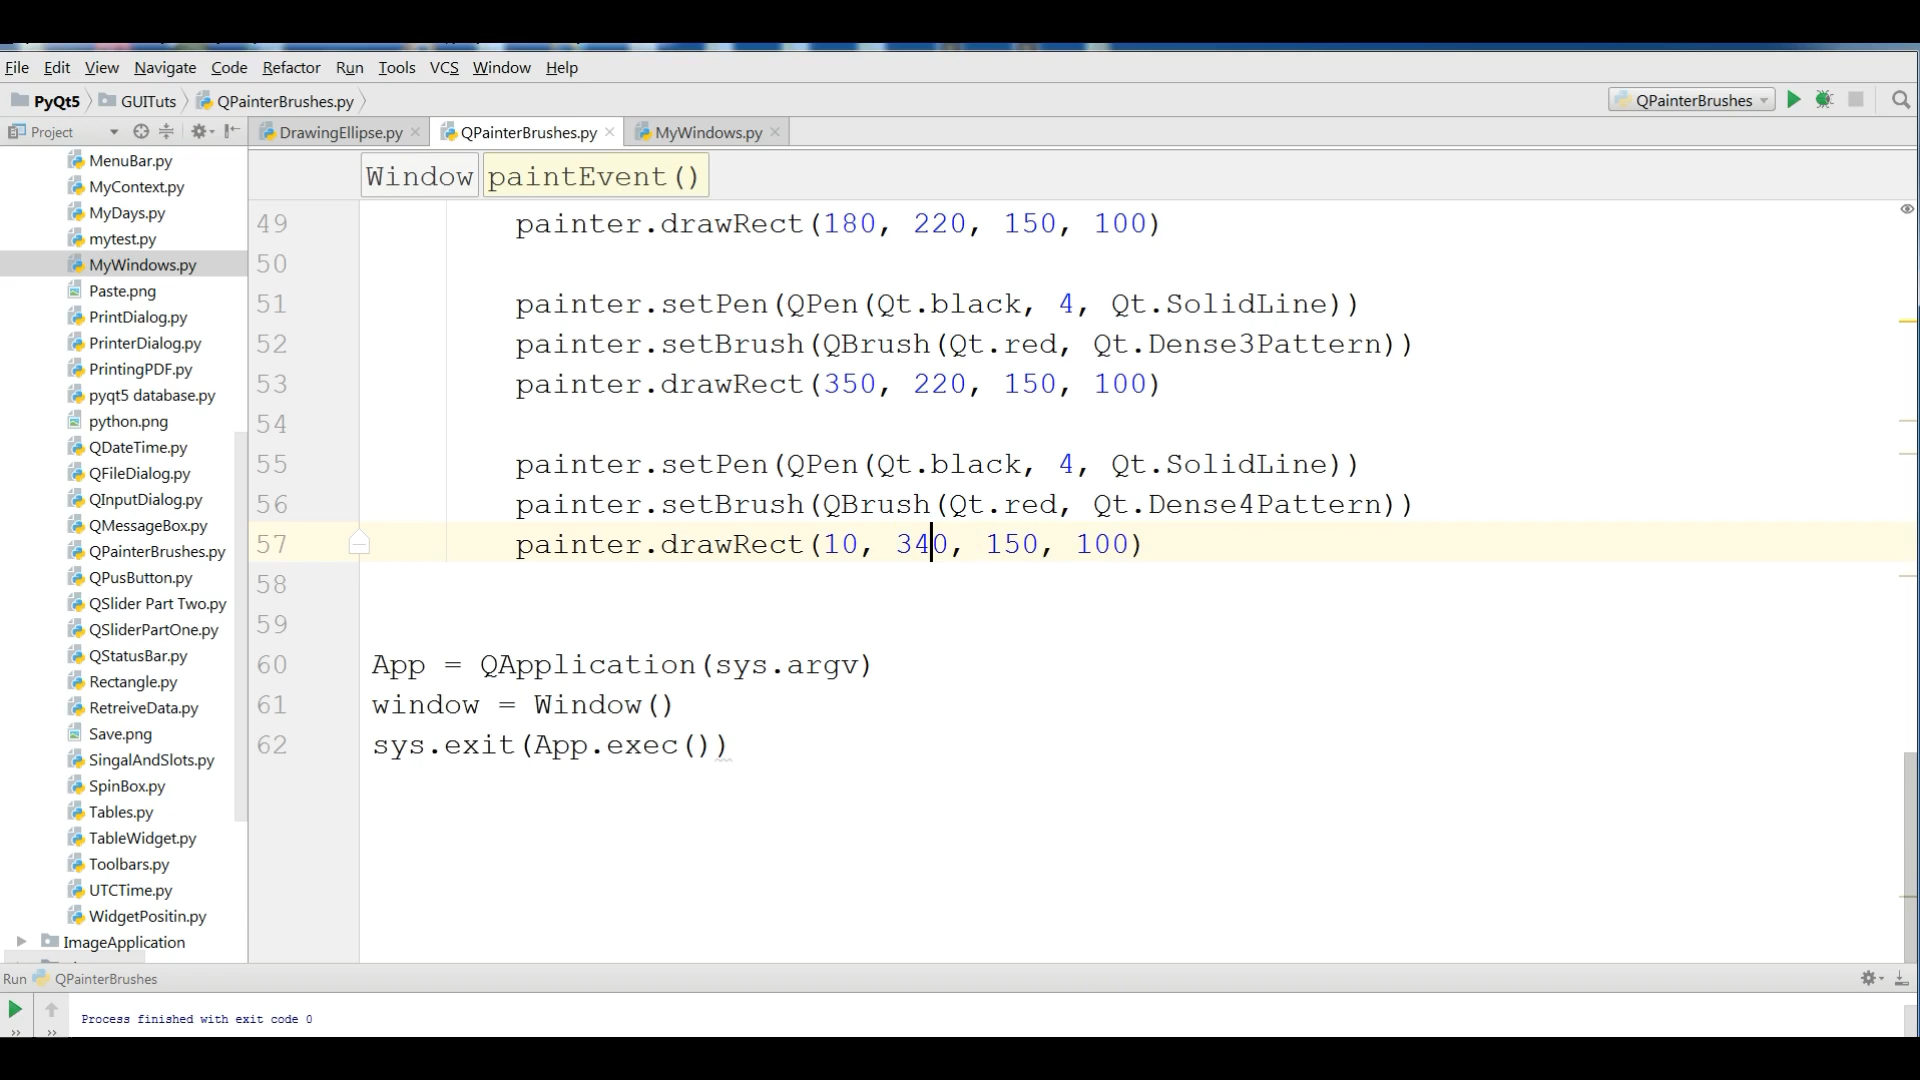 File Edit View Navigate Code Refactor Run Tools VCS Window Help
PyQt5 GUITuts QPainterBrushes.py QPainterBrushes
Project DrawingEllipse.py QPainterBrushes.py MyWindows.py
MenuBar.py
MyContext.py
MyDays.py
mytest.py
MyWindows.py
Paste.png
PrintDialog.py
PrinterDialog.py
PrintingPDF.py
pyqt5 database.py
python.png
QDateTime.py
QFileDialog.py
QInputDialog.py
QMessageBox.py
QPainterBrushes.py
QPusButton.py
QSlider Part Two.py
QSliderPartOne.py
QStatusBar.py
Rectangle.py
RetreiveData.py
Save.png
SingalAndSlots.py
SpinBox.py
Tables.py
TableWidget.py
Toolbars.py
UTCTime.py
WidgetPositin.py
ImageApplication
Window paintEvent()
49 painter.drawRect(180, 220, 150, 100)
50
51 painter.setPen(QPen(Qt.black, 4, Qt.SolidLine))
52 painter.setBrush(QBrush(Qt.red, Qt.Dense3Pattern))
53 painter.drawRect(350, 220, 150, 100)
54
55 painter.setPen(QPen(Qt.black, 4, Qt.SolidLine))
56 painter.setBrush(QBrush(Qt.red, Qt.Dense4Pattern))
57 painter.drawRect(10, 340, 150, 100)
58
59
60 App = QApplication(sys.argv)
61 window = Window()
62 sys.exit(App.exec())
Run QPainterBrushes
Process finished with exit code 0